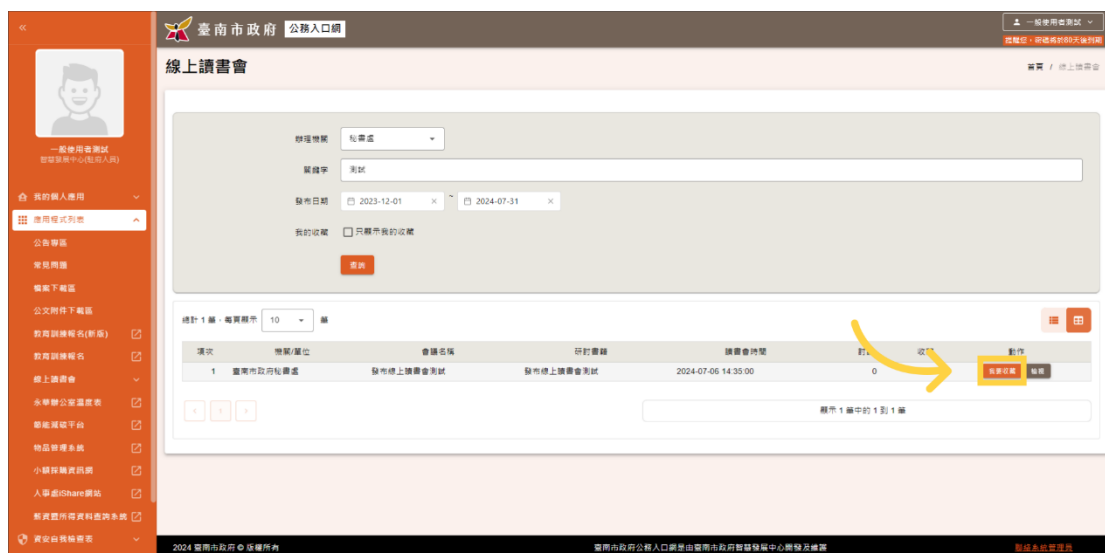 臺南市政府 公務入口網
一般使用者測試
提醒您，密碼將於80天後到期
線上讀書會
首頁 / 線上讀書會
一般使用者測試
智慧發展中心(駐府人員)
我的個人應用
應用程式列表
公告專區
常見問題
檔案下載區
公文附件下載區
教育訓練報名(新版)
教育訓練報名
線上讀書會
永華辦公室溫度表
節能減碳平台
物品管理系統
小額採購資訊網
人事處iShare網站
薪資暨所得資料查詢系統
資安自我檢查表
辦理機關 秘書處
關鍵字 測試
發布日期 2023-12-01 × ~ 2024-07-31 ×
我的收藏 只顯示我的收藏
查詢
總計 1 筆，每頁顯示 10 筆
項次 機關/單位 會議名稱 研討書籍 讀書會時間 動作
1 臺南市政府秘書處 發布線上讀書會測試 發布線上讀書會測試 2024-07-06 14:35:00 0 我要收藏 檢視
顯示 1 筆中的 1 到 1 筆
2024 臺南市政府 © 版權所有
臺南市政府公務入口網是由臺南市政府智慧發展中心開發及維護
聯絡系統管理員